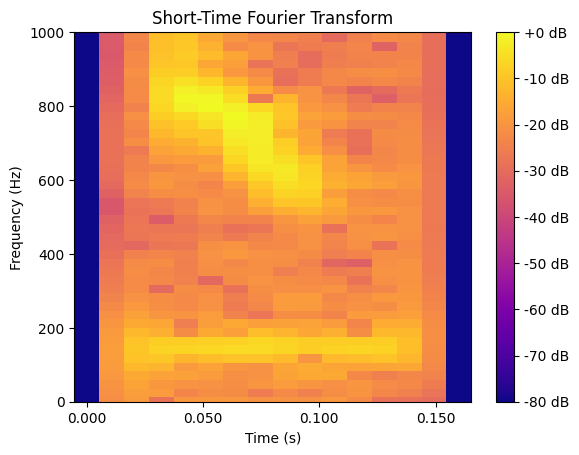 Short-Time Fourier Transform
1000
800
600
400
200
0
Frequency (Hz)
0.000
0.050
0.100
0.150
Time (s)
+0 dB
-10 dB
-20 dB
-30 dB
-40 dB
-50 dB
-60 dB
-70 dB
-80 dB